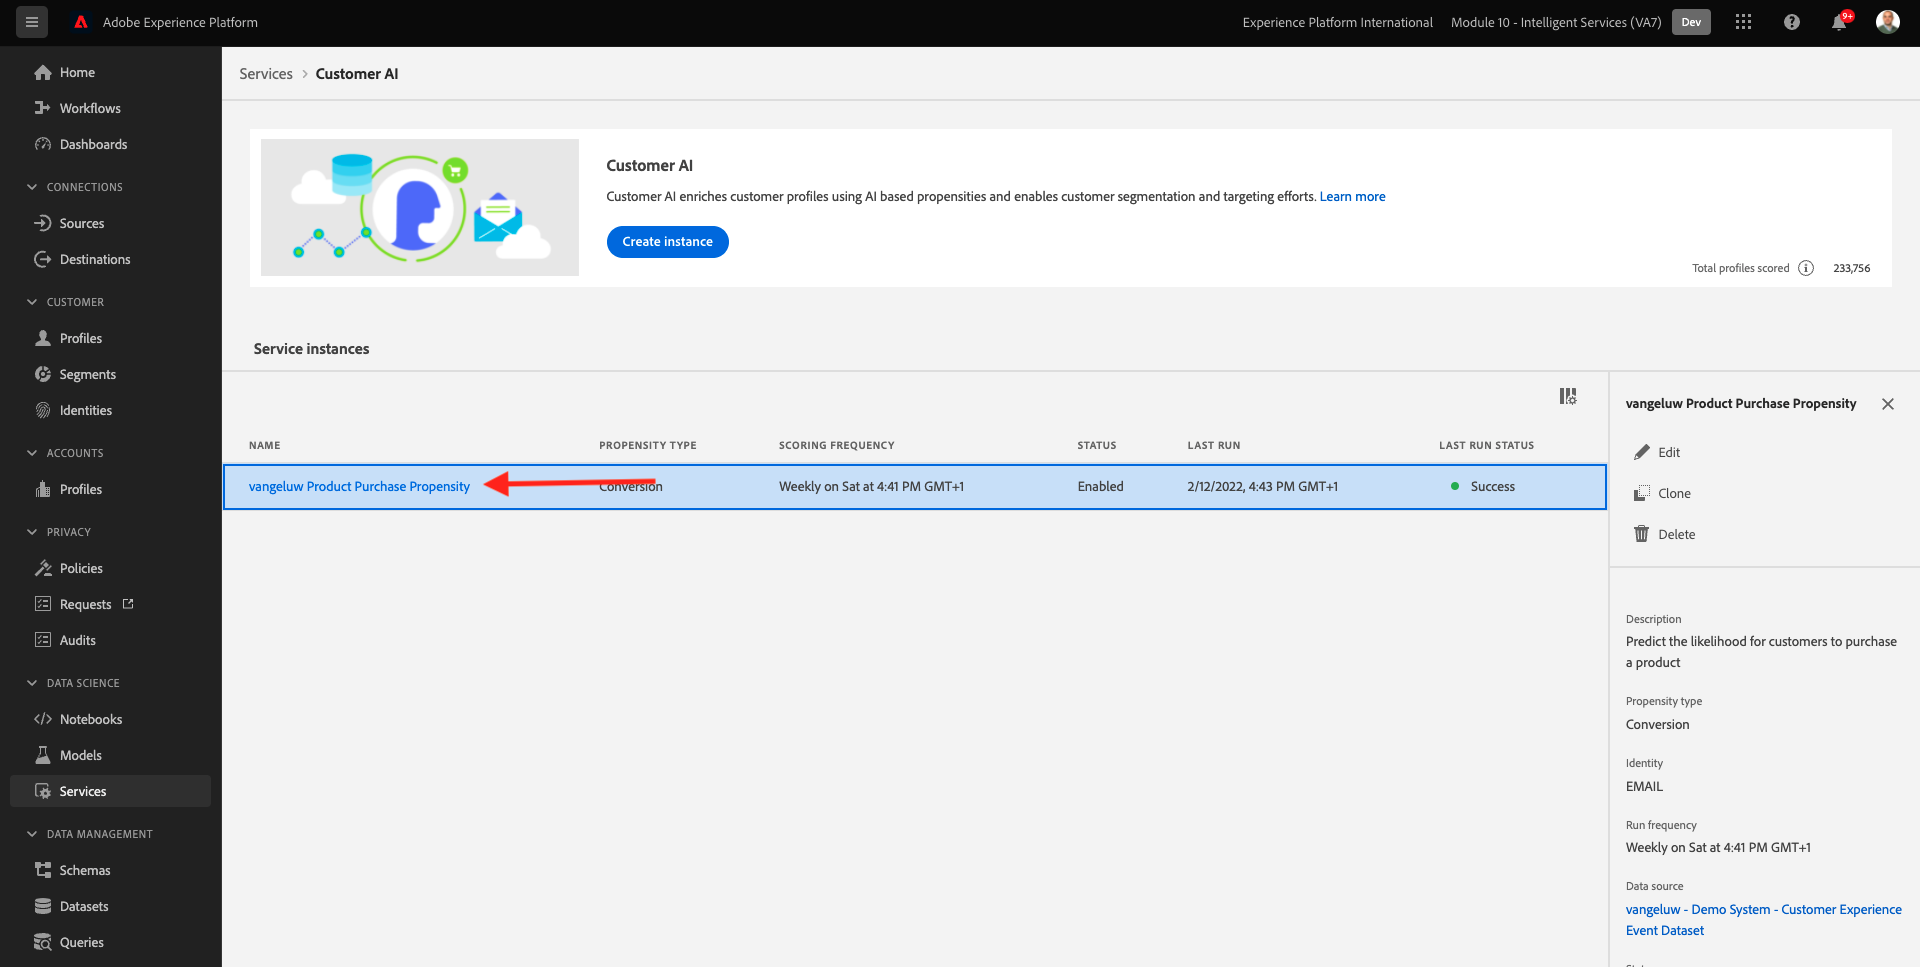 Adobe Experience Platform
Experience Platform International
Module 10 - Intelligent Services (VA7)
Dev
9+
Home
Workflows
Dashboards
CONNECTIONS
Sources
Destinations
CUSTOMER
Profiles
Segments
Identities
ACCOUNTS
Profiles
PRIVACY
Policies
Requests
Audits
DATA SCIENCE
Notebooks
Models
Services
DATA MANAGEMENT
Schemas
Datasets
Queries
Services > Customer AI
Customer AI
Customer AI enriches customer profiles using AI based propensities and enables customer segmentation and targeting efforts. Learn more
Create instance
Total profiles scored 233,756
Service instances
NAME PROPENSITY TYPE SCORING FREQUENCY STATUS LAST RUN LAST RUN STATUS
vangeluw Product Purchase Propensity Conversion Weekly on Sat at 4:41 PM GMT+1 Enabled 2/12/2022, 4:43 PM GMT+1 Success
vangeluw Product Purchase Propensity
Edit
Clone
Delete
Description
Predict the likelihood for customers to purchase
a product
Propensity type
Conversion
Identity
EMAIL
Run frequency
Weekly on Sat at 4:41 PM GMT+1
Data source
vangeluw - Demo System - Customer Experience
Event Dataset